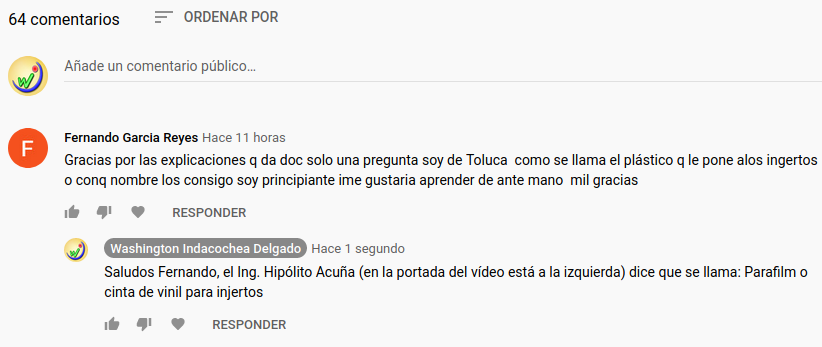 64 comentarios ORDENAR POR
Añade un comentario público...
Fernando Garcia Reyes Hace 11 horas
F
Gracias por las explicaciones q da doc solo una pregunta soy de Toluca como se llama el plástico q le pone alos ingertos
o conq nombre los consigo soy principiante ime gustaria aprender de ante mano mil gracias
RESPONDER
Washington Indacochea Delgado Hace 1 segundo
Saludos Fernando, el Ing. Hipólito Acuña (en la portada del vídeo está a la izquierda) dice que se llama: Parafilm o
cinta de vinil para injertos
RESPONDER